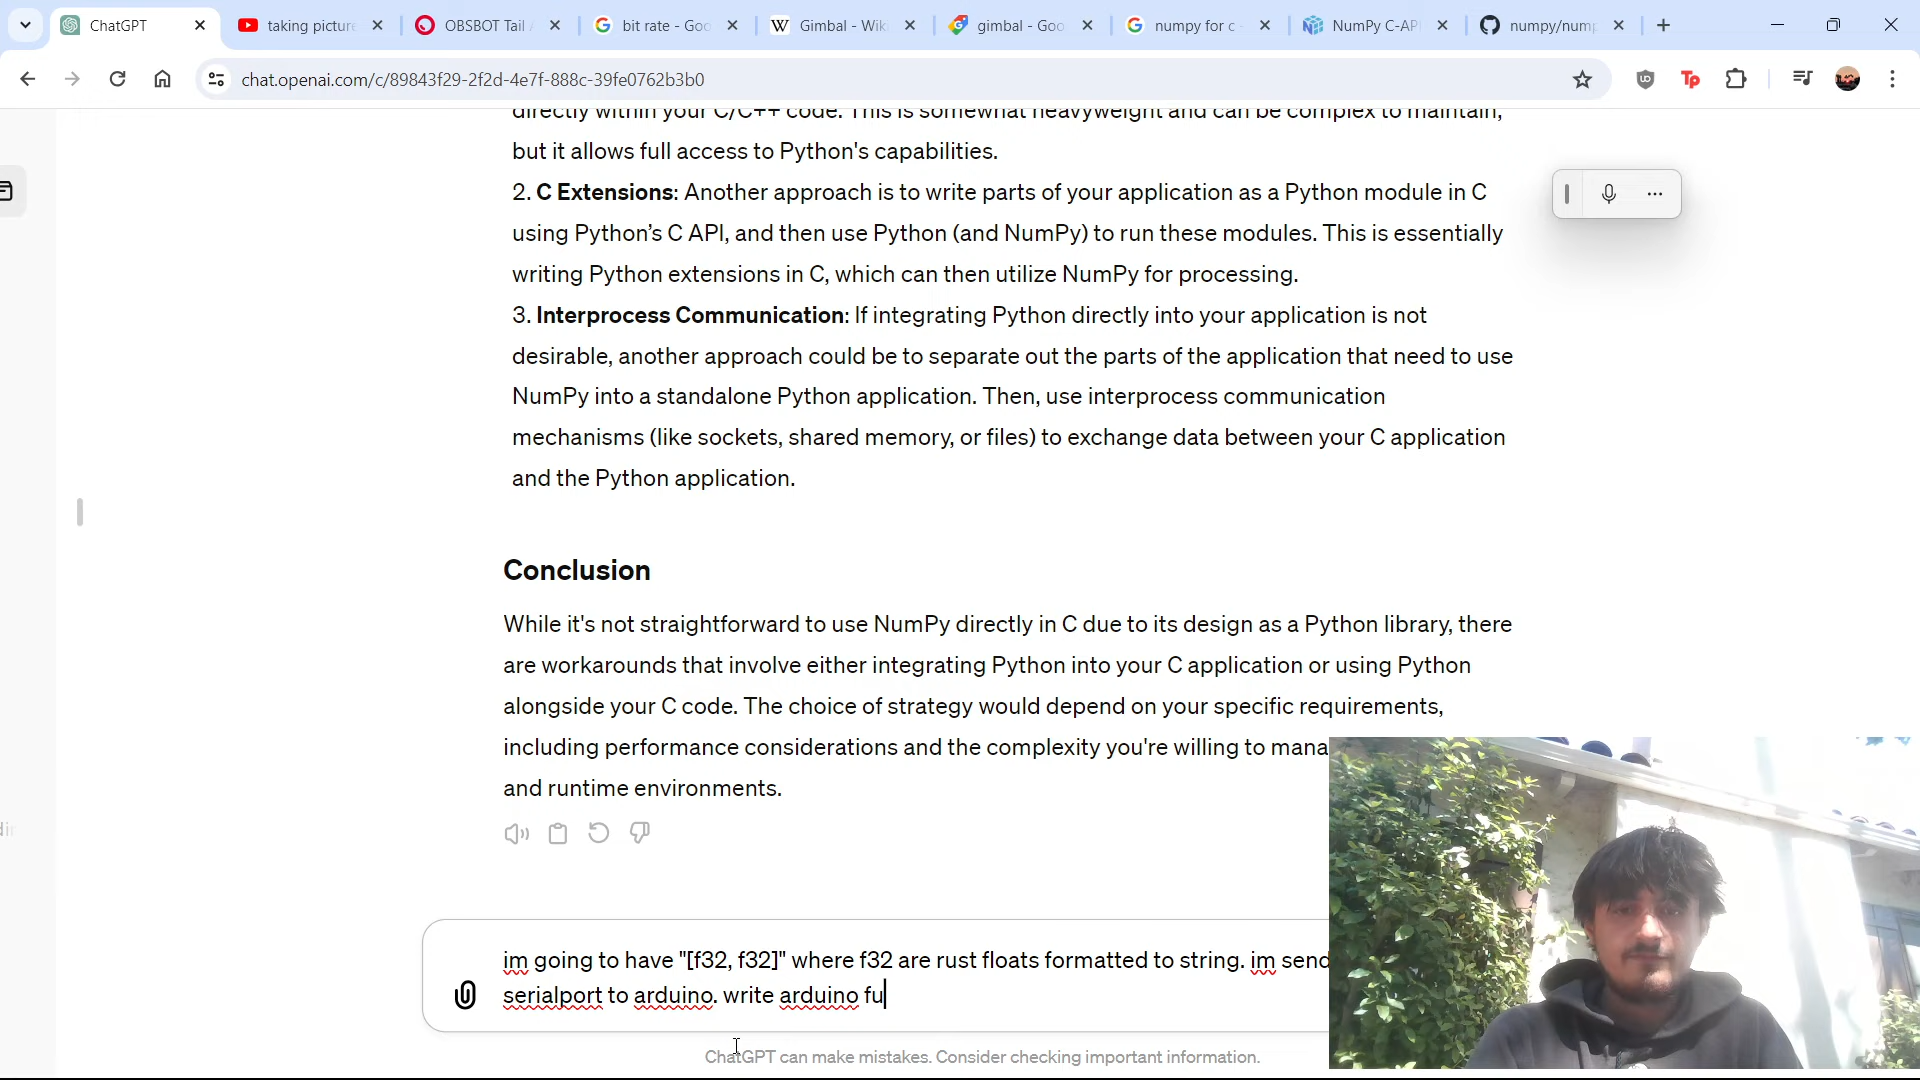 ChatGPT
taking picture
OBSBOT Tail
bit rate - Goo
Gimbal - Wiki
gimbal - Goo
numpy for c -
NumPy C-API
numpy/nump
chat.openai.com/c/89843f29-2f2d-4e7f-888c-39fe0762b3b0
directly within your C/C++ code. This is somewhat heavyweight and can be complex to maintain,
but it allows full access to Python's capabilities.
2. C Extensions: Another approach is to write parts of your application as a Python module in C
using Python’s C API, and then use Python (and NumPy) to run these modules. This is essentially
writing Python extensions in C, which can then utilize NumPy for processing.
3. Interprocess Communication: If integrating Python directly into your application is not
desirable, another approach could be to separate out the parts of the application that need to use
NumPy into a standalone Python application. Then, use interprocess communication
mechanisms (like sockets, shared memory, or files) to exchange data between your C application
and the Python application.
Conclusion
While it's not straightforward to use NumPy directly in C due to its design as a Python library, there
are workarounds that involve either integrating Python into your C application or using Python
alongside your C code. The choice of strategy would depend on your specific requirements,
including performance considerations and the complexity you're willing to mana
and runtime environments.
im going to have "[f32, f32]" where f32 are rust floats formatted to string. im send
serialport to arduino. write arduino fu
ChatGPT can make mistakes. Consider checking important information.